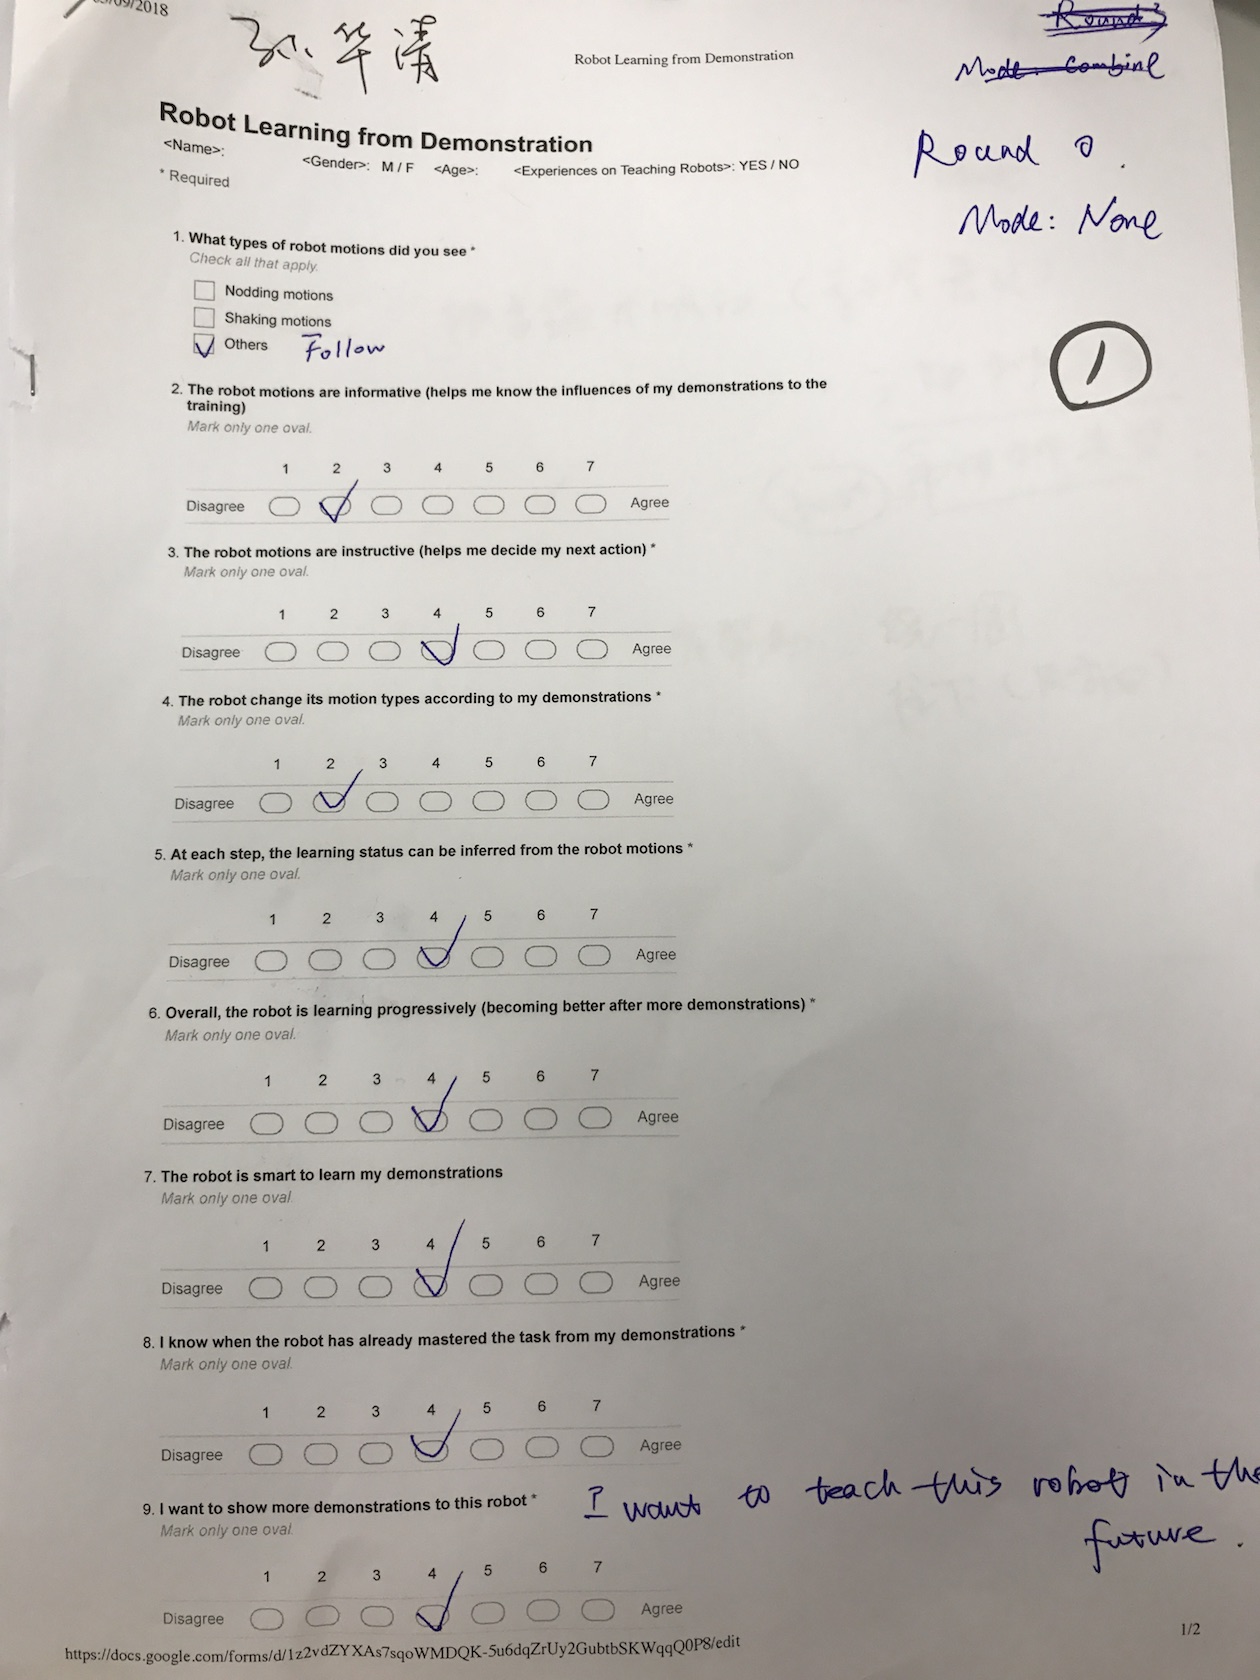 /09/2018
孙华清
Robot Learning from Demonstration
Round 3
Mode: Combine
Round 0.
Mode: None
Robot Learning from Demonstration
<Name>: <Gender>: M / F <Age>: <Experiences on Teaching Robots>: YES / NO
* Required
1
1. What types of robot motions did you see *
Check all that apply.
Nodding motions
Shaking motions
Others Follow
2. The robot motions are informative (helps me know the influences of my demonstrations to the
training)
Mark only one oval.
1 2 3 4 5 6 7
Disagree Agree
3. The robot motions are instructive (helps me decide my next action) *
Mark only one oval.
1 2 3 4 5 6 7
Disagree Agree
4. The robot change its motion types according to my demonstrations *
Mark only one oval.
1 2 3 4 5 6 7
Disagree Agree
5. At each step, the learning status can be inferred from the robot motions *
Mark only one oval.
1 2 3 4 5 6 7
Disagree Agree
6. Overall, the robot is learning progressively (becoming better after more demonstrations) *
Mark only one oval.
1 2 3 4 5 6 7
Disagree Agree
7. The robot is smart to learn my demonstrations
Mark only one oval.
1 2 3 4 5 6 7
Disagree Agree
8. I know when the robot has already mastered the task from my demonstrations *
Mark only one oval.
1 2 3 4 5 6 7
Disagree Agree
9. I want to show more demonstrations to this robot *
Mark only one oval.
I want to teach this robot in the
future.
1 2 3 4 5 6 7
Disagree Agree
https://docs.google.com/forms/d/1z2vdZYXAs7sqoWMDQK-5u6dqZrUy2GubtbSKWqqQ0P8/edit
1/2